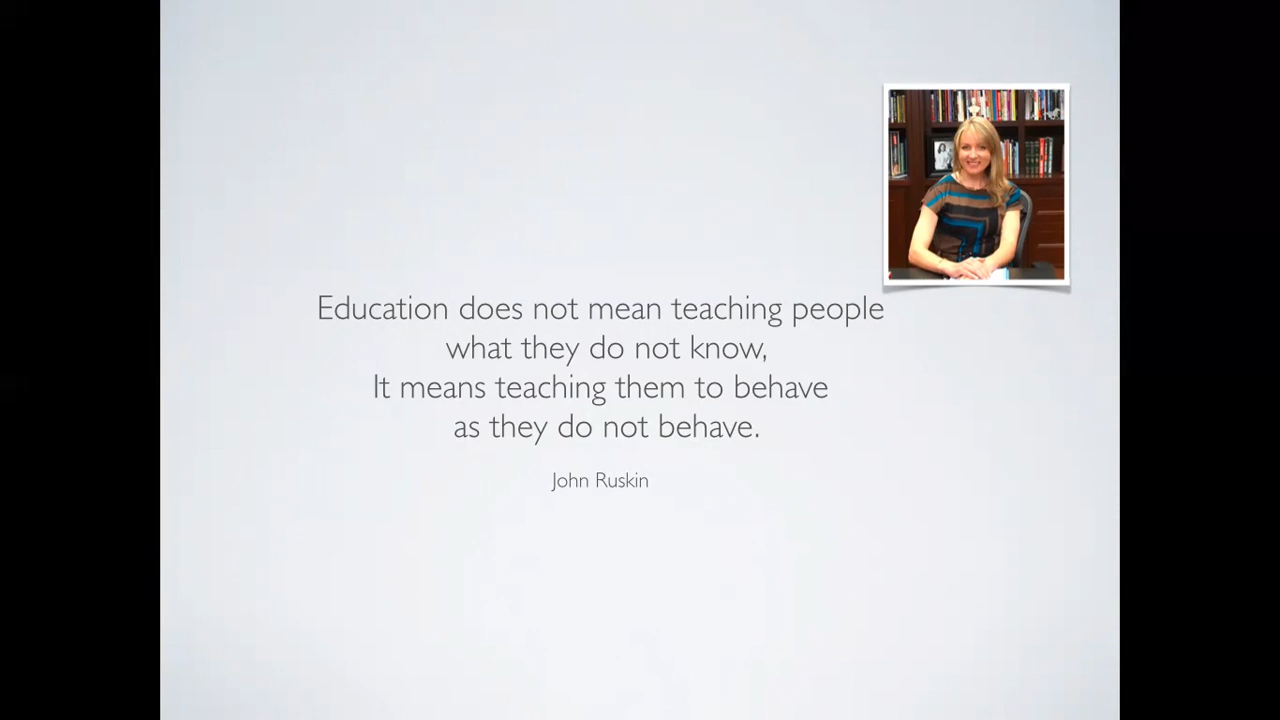 Education does not mean teaching people
what they do not know,
It means teaching them to behave
as they do not behave.
John Ruskin